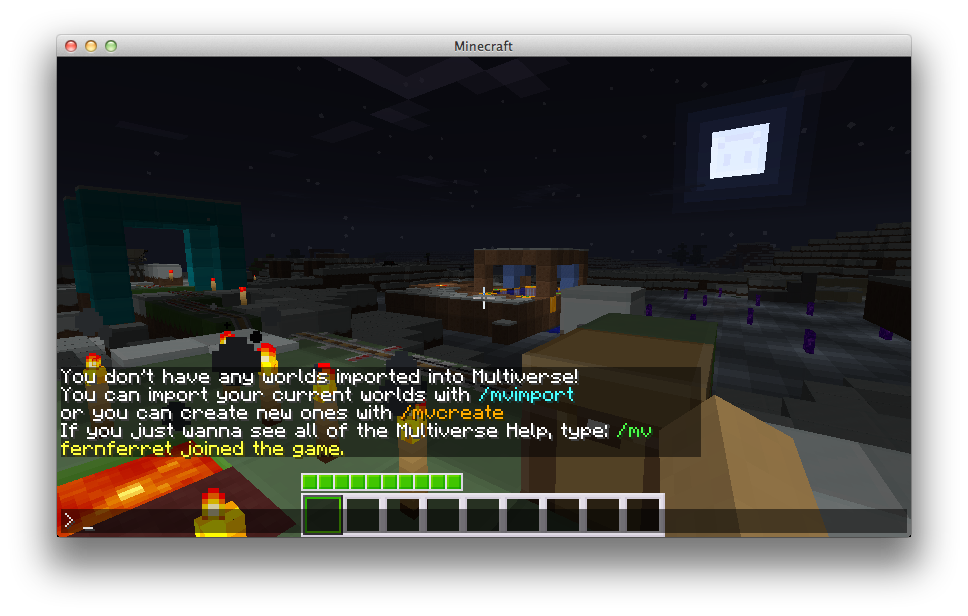 Minecraft
You don't have any worlds imported into Multiverse!
You can import your current worlds with /mvimport
or you can create new ones with /mvcreate
If you just wanna see all of the Multiverse Help, type: /mv
fernferret joined the game.
> _